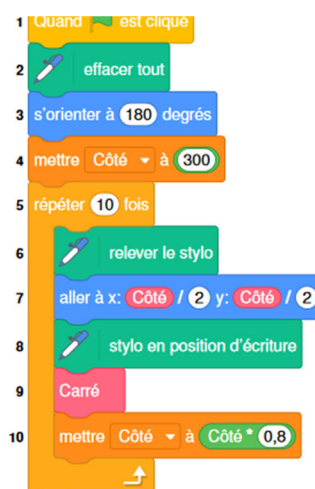 1 Quand est cliqué
2 effacer tout
3 s'orienter à 180 degrés
4 mettre Côté à 300
5 répéter 10 fois
6 relever le stylo
7 aller à x: Côté / 2 y: Côté / 2
8 stylo en position d'écriture
9 Carré
10 mettre Côté à Côté * 0,8